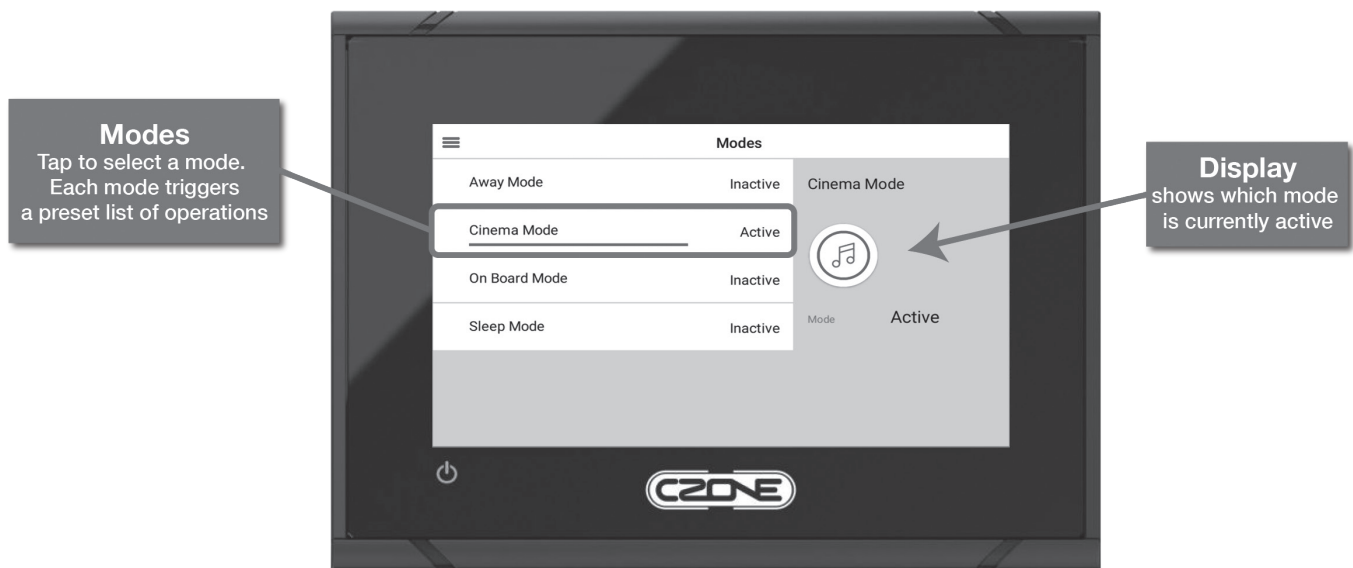 Modes
Tap to select a mode.
Each mode triggers
a preset list of operations
Modes
Away Mode Inactive
Cinema Mode Active
On Board Mode Inactive
Sleep Mode Inactive
Cinema Mode
Mode Active
Display
shows which mode
is currently active
CZONE